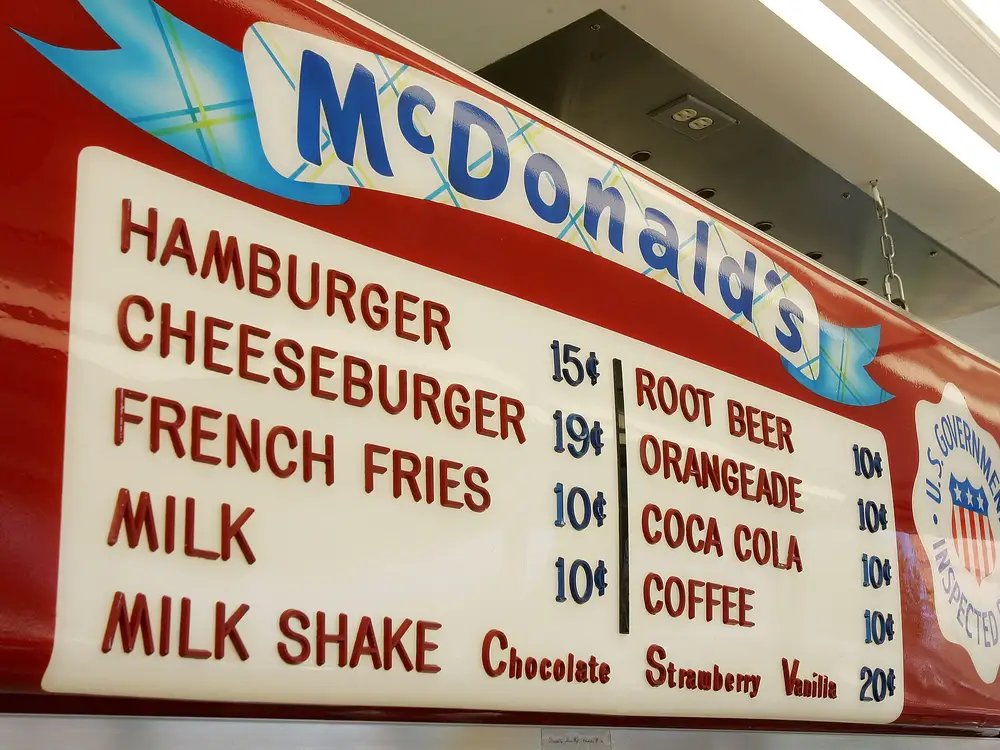 McDonald's
HAMBURGER 15¢
CHEESEBURGER 19¢
FRENCH FRIES 10¢
MILK 10¢
ROOT BEER 10¢
ORANGEADE 10¢
COCA COLA 10¢
COFFEE 10¢
MILK SHAKE Chocolate Strawberry Vanilla 20¢
U.S. GOVERNMEN
INSPECTED